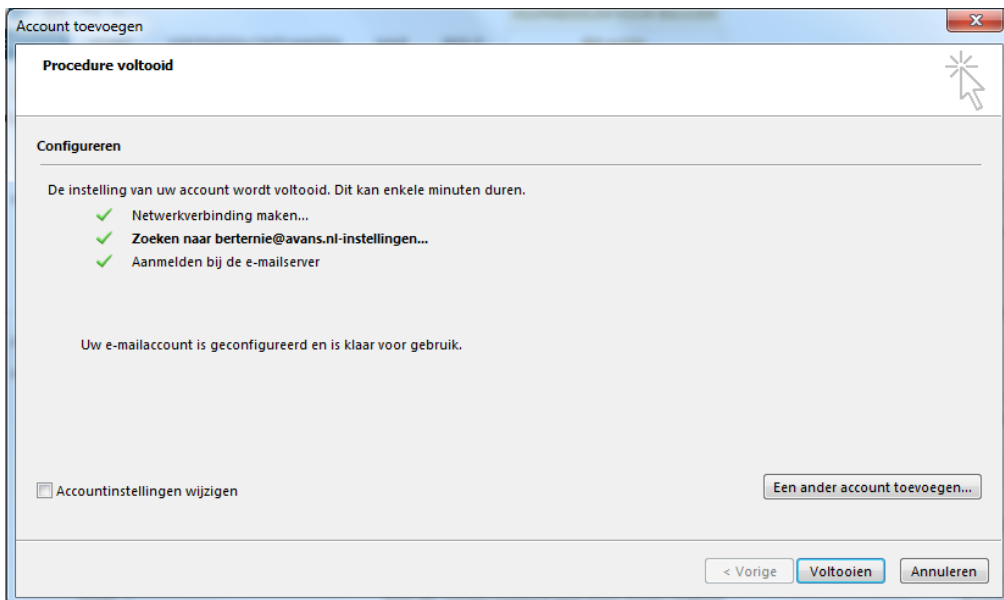 Account toevoegen
Procedure voltooid
Configureren
De instelling van uw account wordt voltooid. Dit kan enkele minuten duren.
Netwerkverbinding maken...
Zoeken naar berternie@avans.nl-instellingen...
Aanmelden bij de e-mailserver
Uw e-mailaccount is geconfigureerd en is klaar voor gebruik.
Accountinstellingen wijzigen
Een ander account toevoegen...
< Vorige
Voltooien
Annuleren